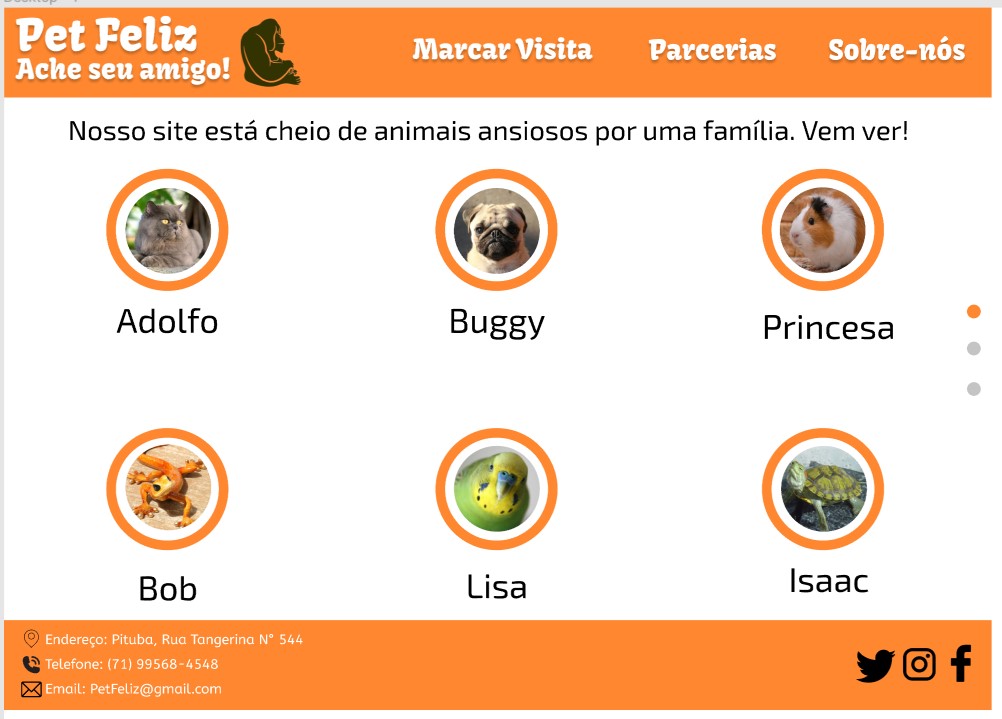 Pet Feliz
Ache seu amigo!
Marcar Visita
Parcerias
Sobre-nós
Nosso site está cheio de animais ansiosos por uma família. Vem ver!
Adolfo
Buggy
Princesa
Bob
Lisa
Isaac
Endereço: Pituba, Rua Tangerina N° 544
Telefone: (71) 99568-4548
Email: PetFeliz@gmail.com